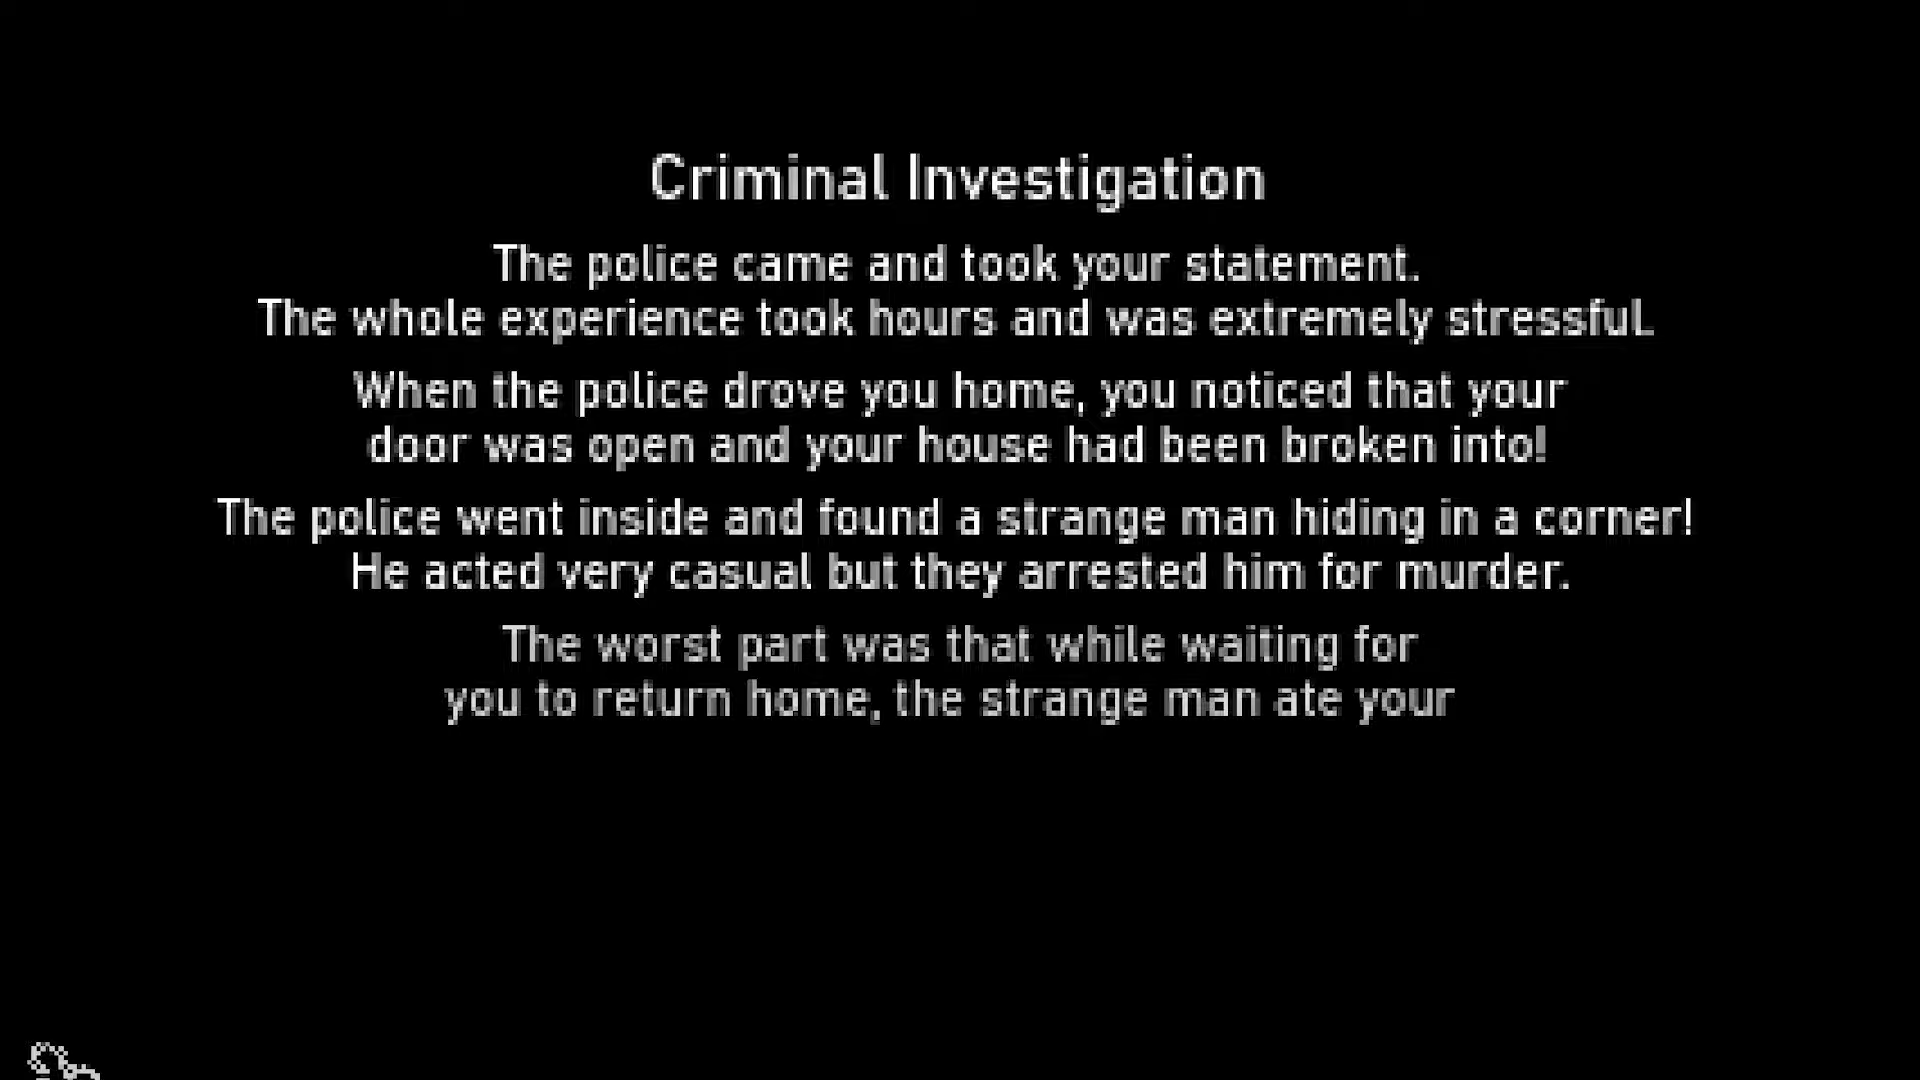 Criminal Investigation
The police came and took your statement.
The whole experience took hours and was extremely stressful.
When the police drove you home, you noticed that your
door was open and your house had been broken into!
The police went inside and found a strange man hiding in a corner!
He acted very casual but they arrested him for murder.
The worst part was that while waiting for
you to return home, the strange man ate your